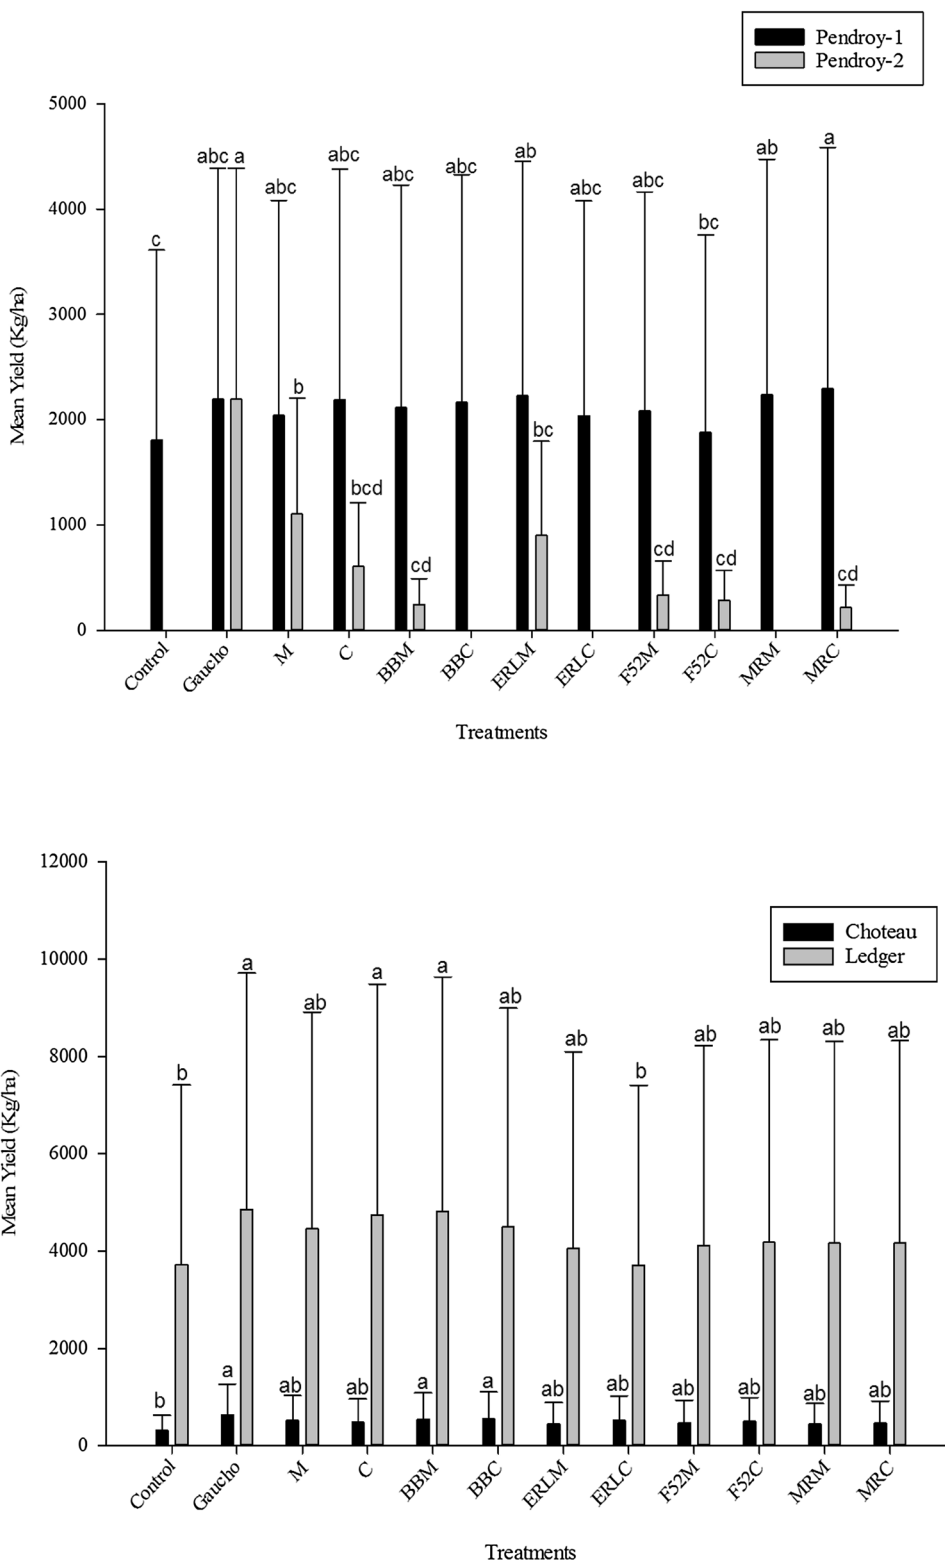 Pendroy-1
Pendroy-2
5000
4000
3000
2000
1000
0
Mean Yield (Kg/ha)
c
abc a
abc
b
abc
bcd
abc
cd
abc
ab
bc
abc
abc
cd
bc
cd
ab
a
cd
Control
Gaucho
M
C
BBM
BBC
ERLM
ERLC
F52M
F52C
MRM
MRC
Treatments
12000
10000
8000
6000
4000
2000
0
Mean Yield (Kg/ha)
Choteau
Ledger
b
b
a
a
ab
ab
ab
a
a
a
a
ab
ab
ab
ab
b
ab
ab
ab
ab
ab
ab
ab
ab
Control
Gaucho
M
C
BBM
BBC
ERLM
ERLC
F52M
F52C
MRM
MRC
Treatments